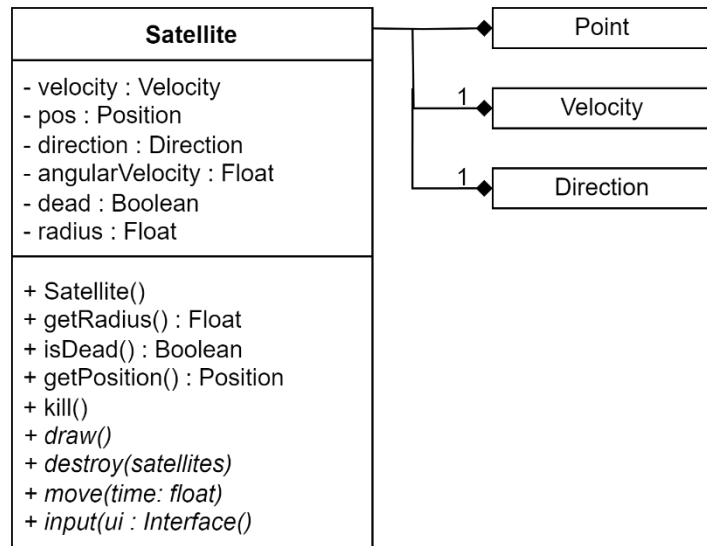 Satellite
- velocity : Velocity
- pos : Position
- direction : Direction
- angularVelocity : Float
- dead : Boolean
- radius : Float
+ Satellite()
+ getRadius() : Float
+ isDead() : Boolean
+ getPosition() : Position
+ kill()
+ draw()
+ destroy(satellites)
+ move(time: float)
+ input(ui : Interface()
Point
1
Velocity
1
Direction